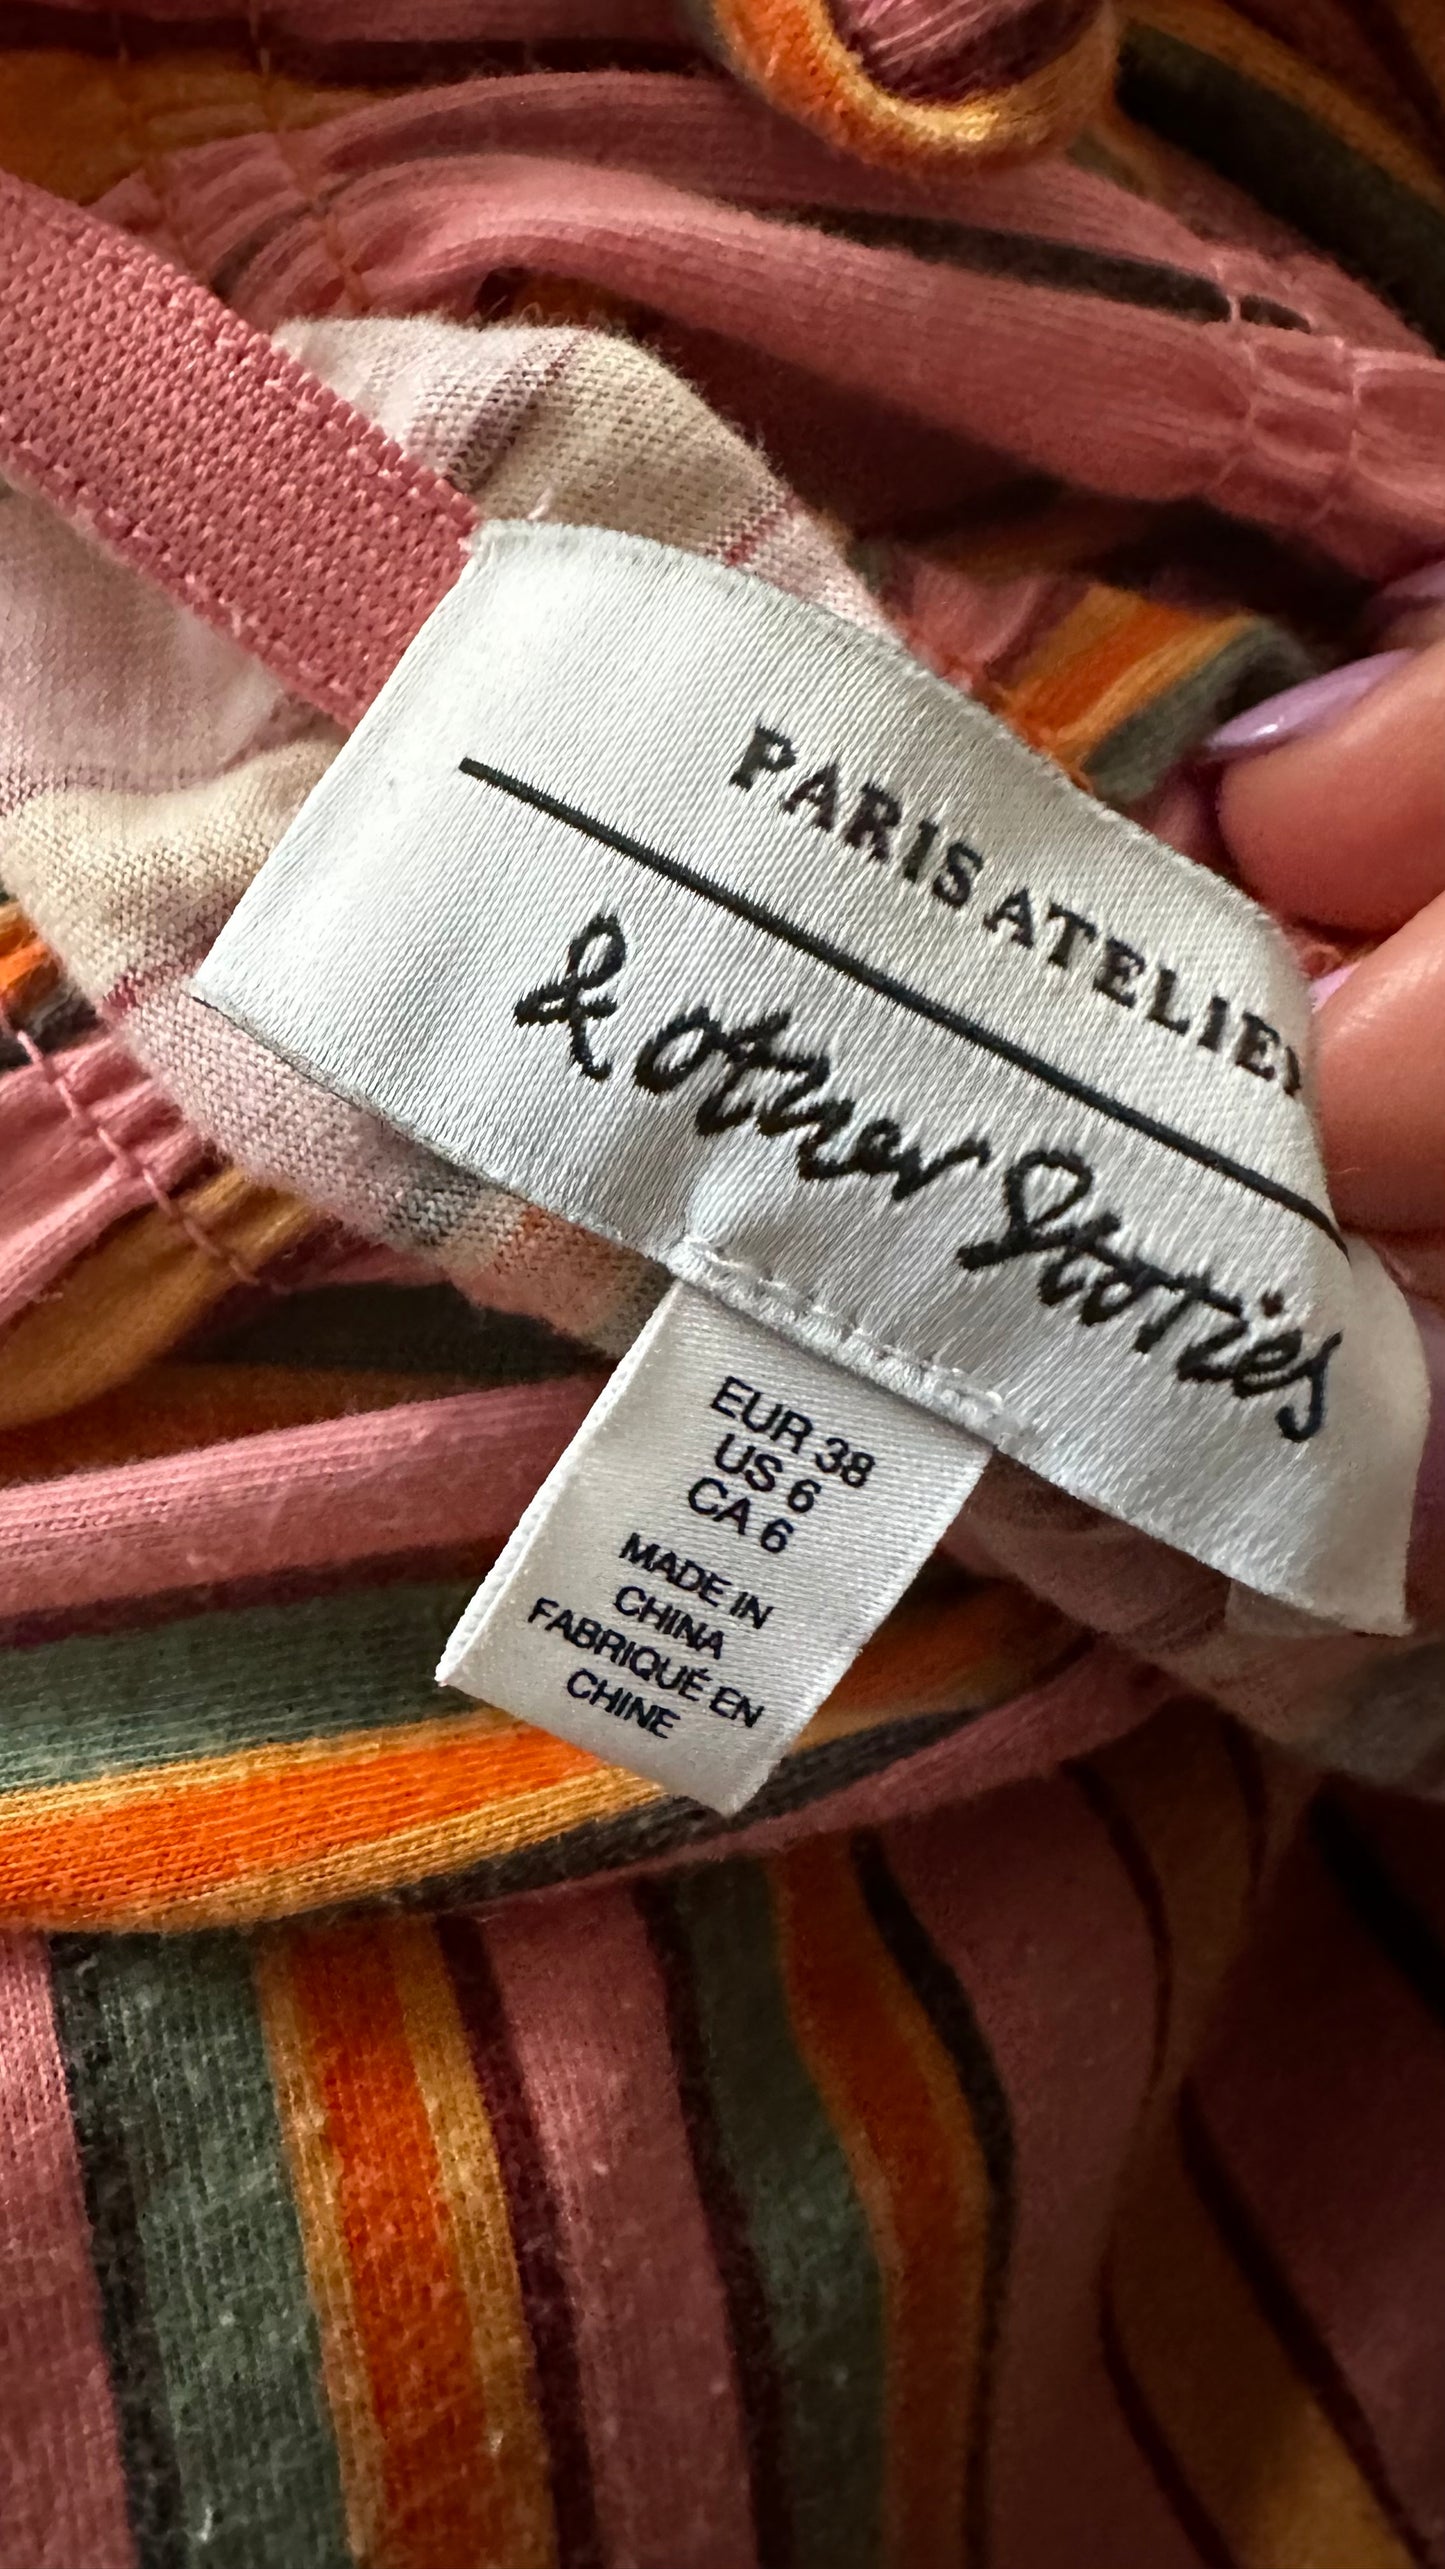 PARIS ATELIER
& Other Stories
EUR 38
US 6
CA 6
MADE IN
CHINA
FABRIQUÉ EN
CHINE